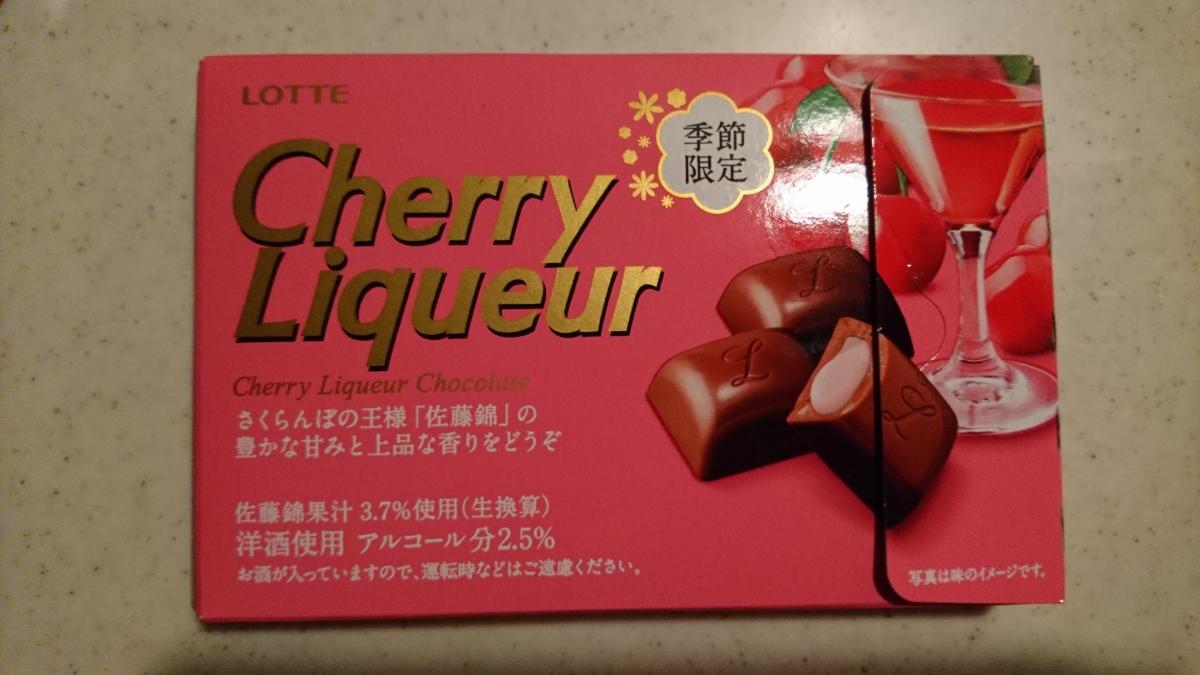 LOTTE
季節
限定
Cherry
Liqueur
Cherry Liqueur Chocolate
さくらんぼの王様「佐藤錦」の
豊かな甘みと上品な香りをどうぞ
佐藤錦果汁 3.7%使用(生換算)
洋酒使用 アルコール分2.5%
お酒が入っていますので、運転時などはご遠慮ください。
写真は味のイメージです。
L
L
L